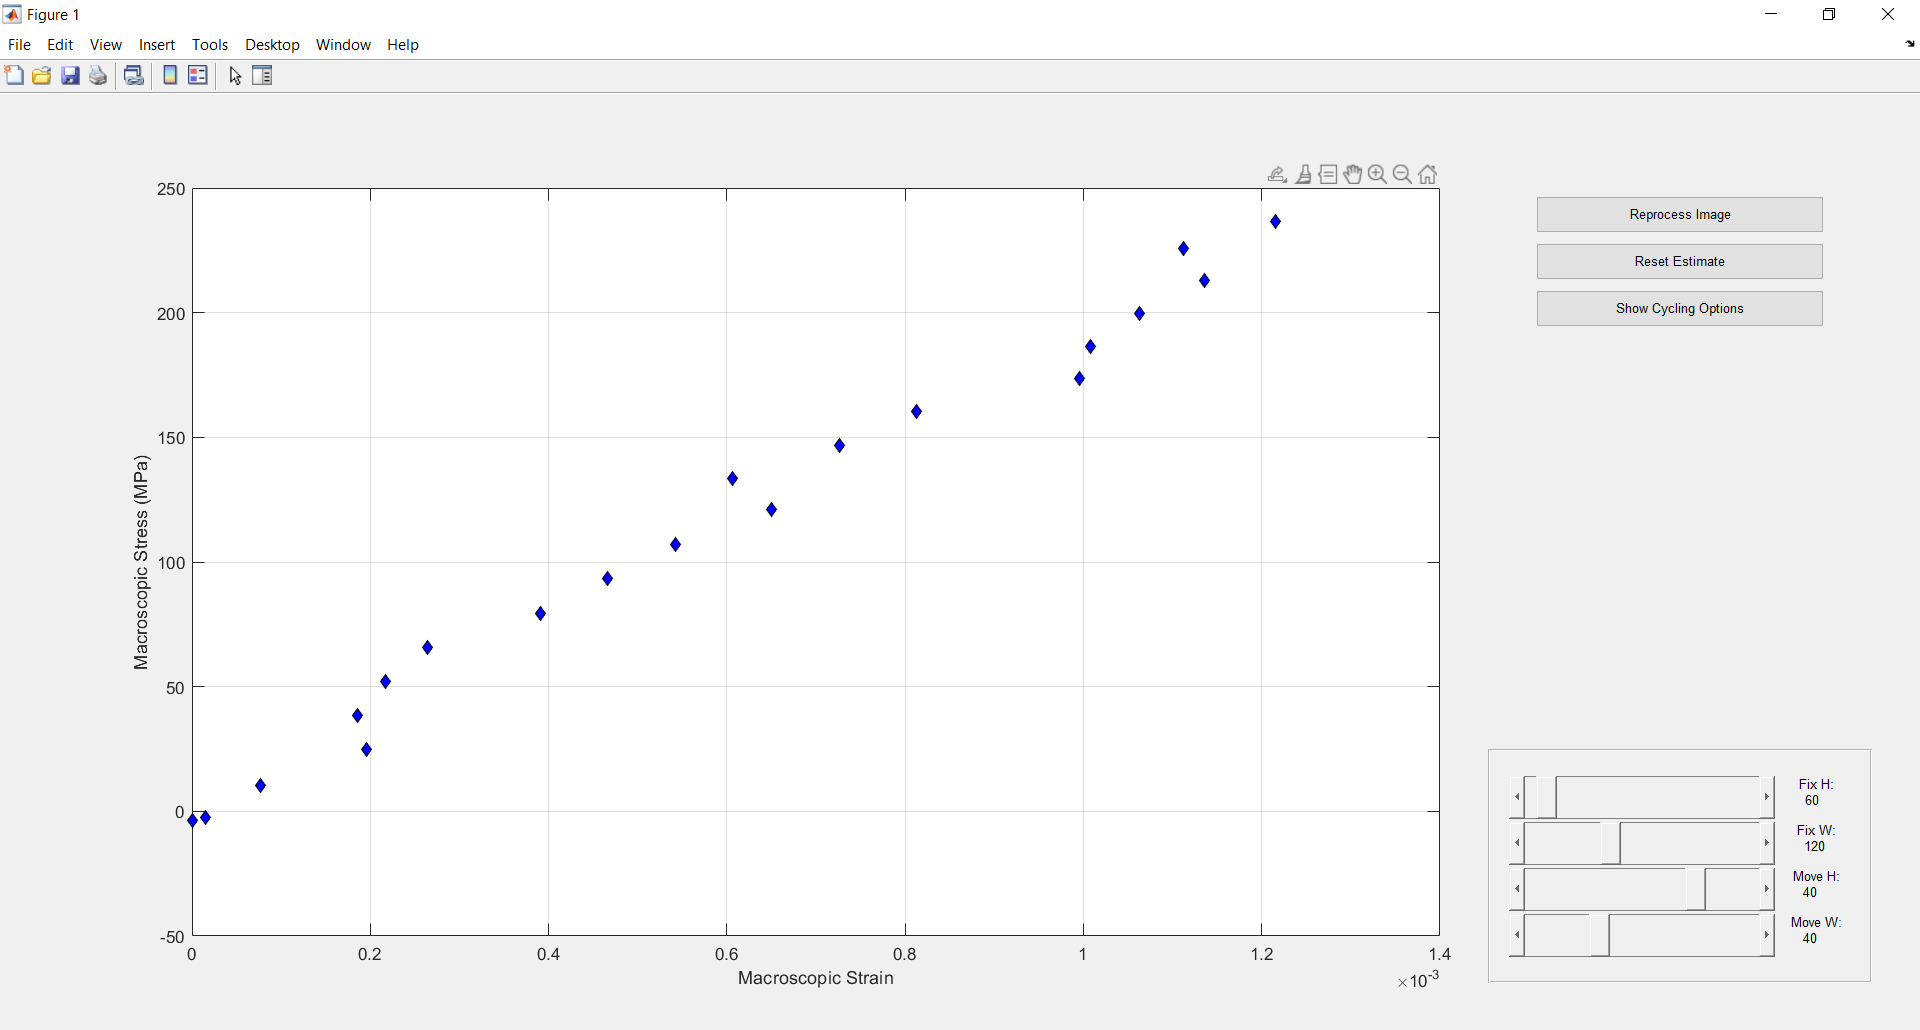 Figure 1
File Edit View Insert Tools Desktop Window Help
250
200
150
100
50
0
-50
Macroscopic Stress (MPa)
0 0.2 0.4 0.6 0.8 1 1.2 1.4
×10-3
Macroscopic Strain
Reprocess Image
Reset Estimate
Show Cycling Options
Fix H:
60
Fix W:
120
Move H:
40
Move W:
40